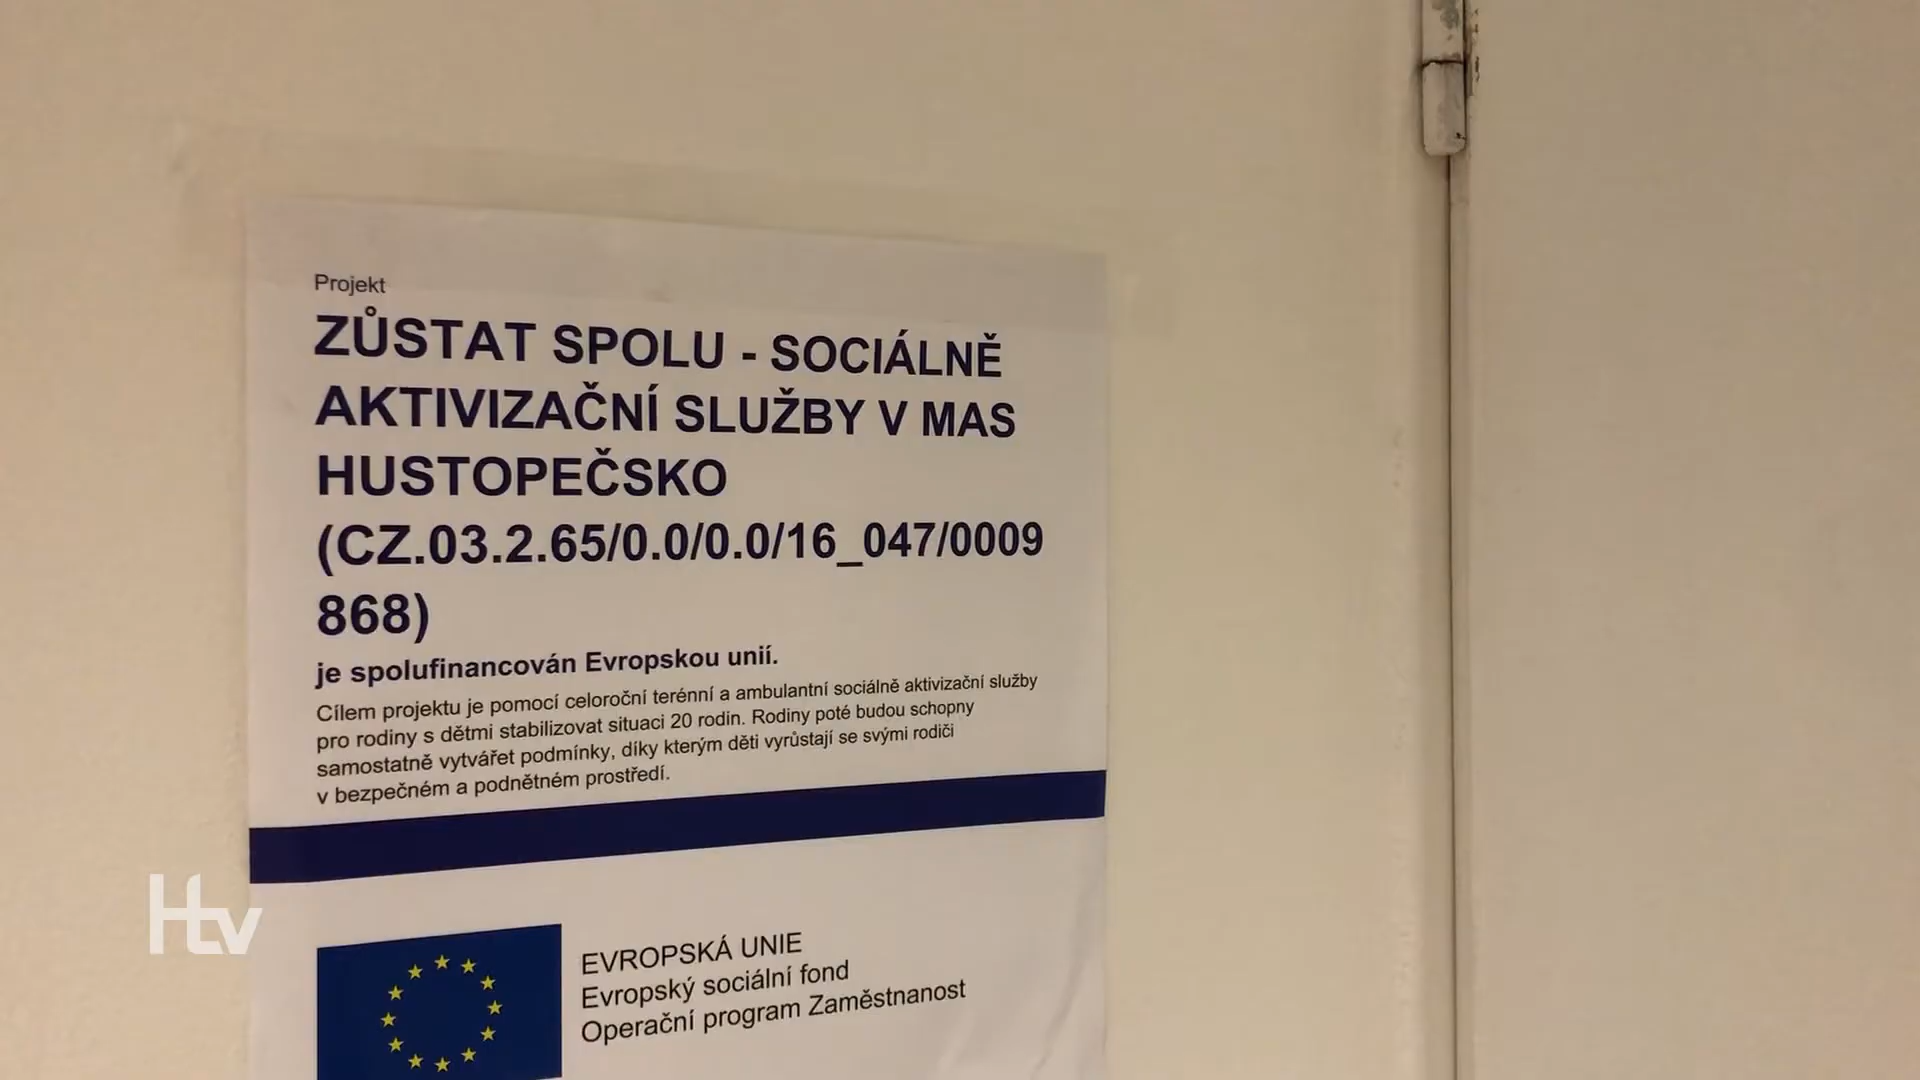 Projekt
ZŮSTAT SPOLU - SOCIÁLNĚ
AKTIVIZAČNÍ SLUŽBY V MAS
HUSTOPEČSKO
(CZ.03.2.65/0.0/0.0/16_047/0009
868)
je spolufinancován Evropskou unií.
Cílem projektu je pomocí celoroční terénní a ambulantní sociálně aktivizační služby
pro rodiny s dětmi stabilizovat situaci 20 rodin. Rodiny poté budou schopny
samostatně vytvářet podmínky, díky kterým děti vyrůstají se svými rodiči
v bezpečném a podnětném prostředí.
Htv
EVROPSKÁ UNIE
Evropský sociální fond
Operační program Zaměstnanost